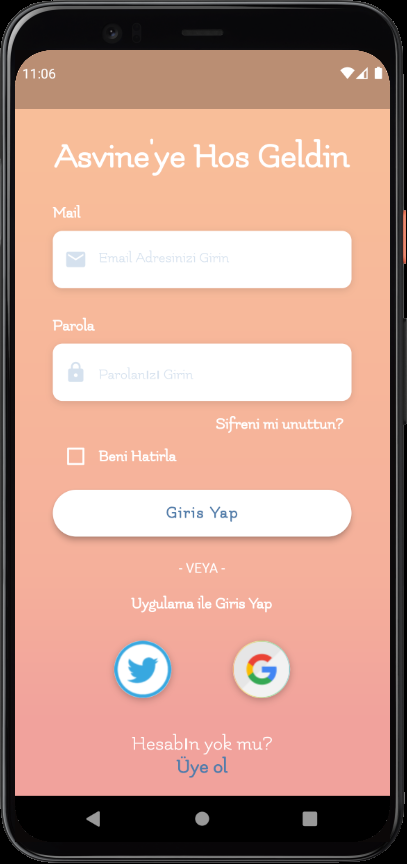 11:06
Asvine'ye Hos Geldin
Mail
Email Adresinizi Girin
Parola
Parolanızı Girin
Sifreni mi unuttun?
Beni Hatirla
Giris Yap
- VEYA -
Uygulama ile Giris Yap
Hesabın yok mu?
Üye ol